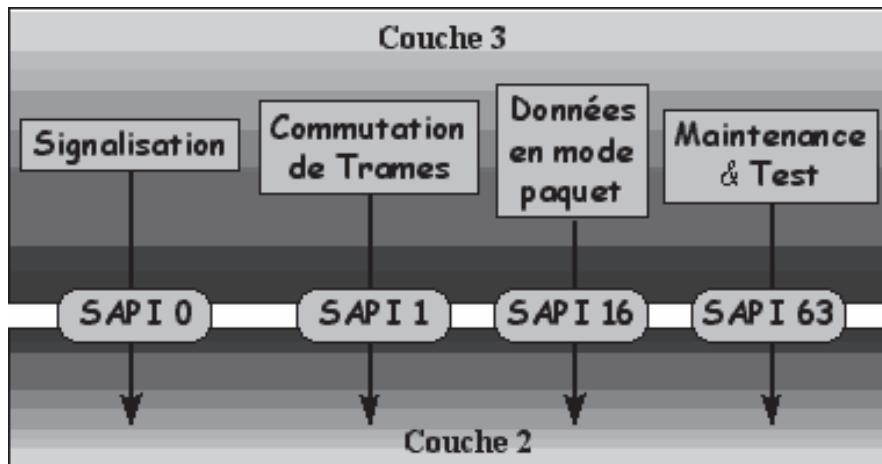 Couche 3
Signalisation
Commutation
de Trames
Données
en mode
paquet
Maintenance
& Test
SAPI 0
SAPI 1
SAPI 16
SAPI 63
Couche 2